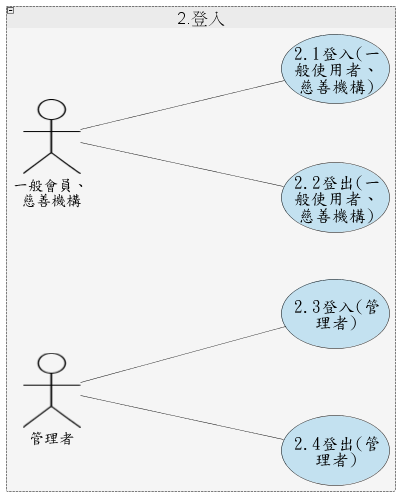 2.登入
2.1登入(一
般使用者、
慈善機構)
一般會員、
慈善機構
2.2登出(一
般使用者、
慈善機構)
2.3登入(管
理者)
管理者
2.4登出(管
理者)